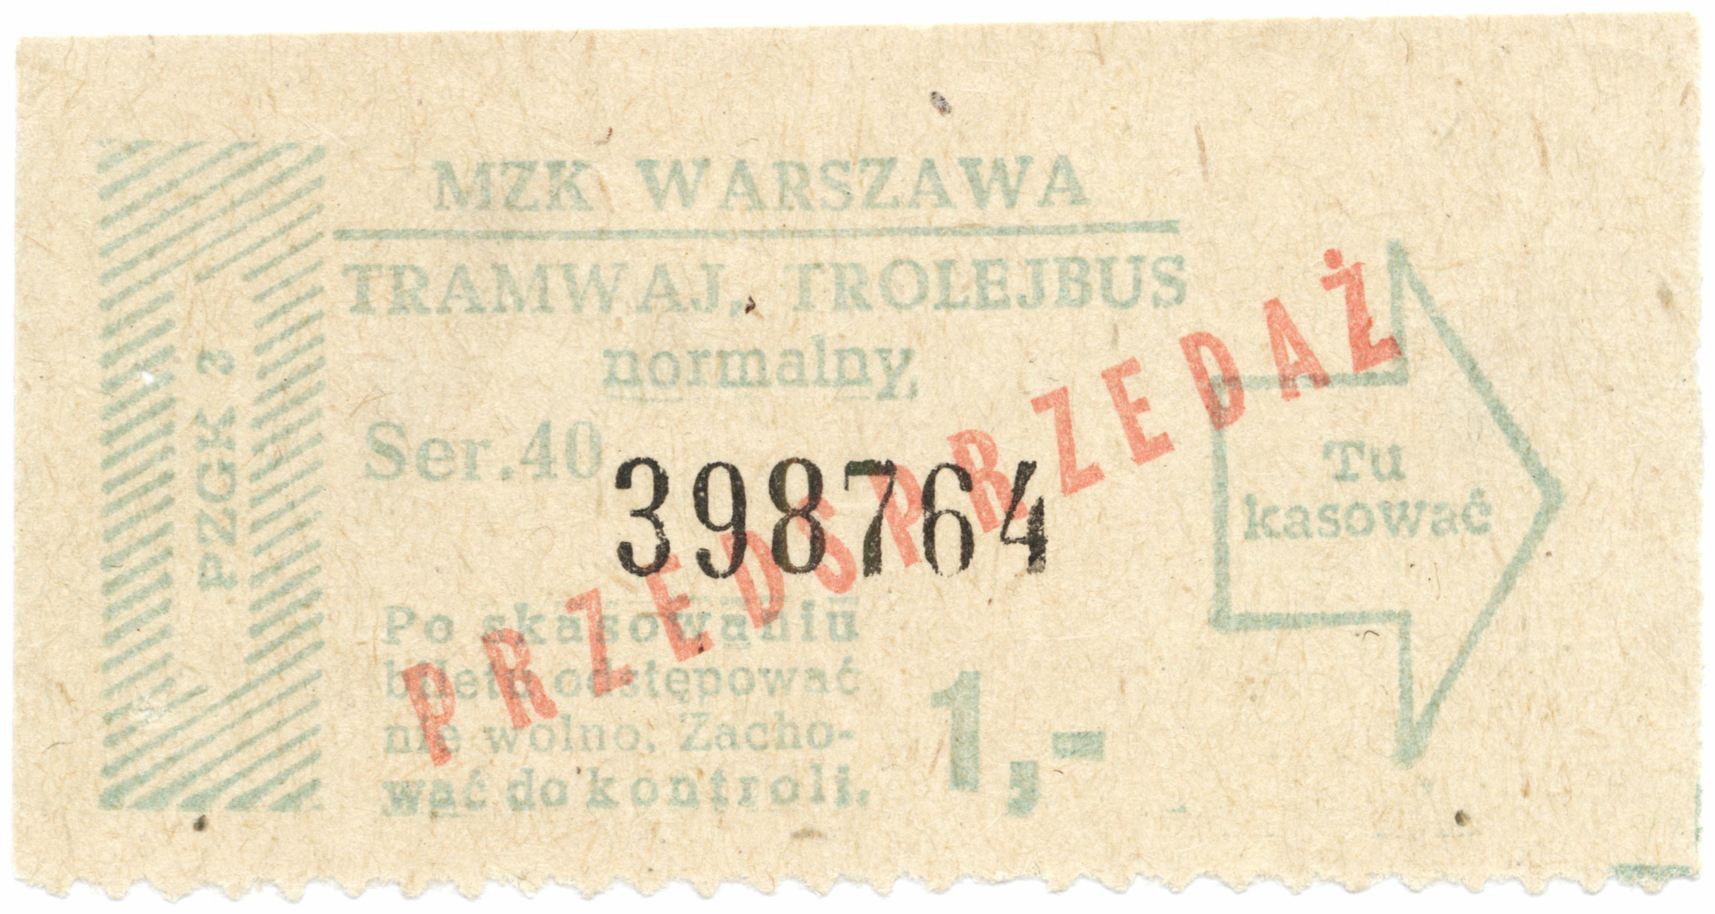 MZK WARSZAWA
TRAMWAJ, TROLEJBUS
normalny
PZGK 3
Ser.40
398764
PRZEDSPRZEDAŻ
Tu
kasować
Po skasowaniu
biletu odstępować
nie wolno. Zacho-
wać do kontroli.
1,-